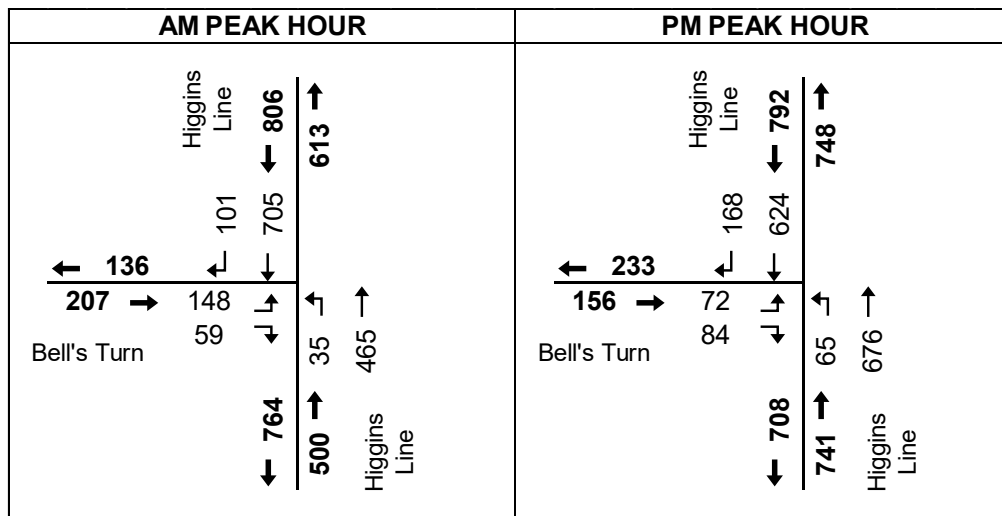 AM PEAK HOUR
Higgins
Line
806
613
101
705
136
207
148
59
Bell's Turn
35
465
764
500
Higgins
Line
PM PEAK HOUR
Higgins
Line
792
748
168
624
233
156
72
84
Bell's Turn
65
676
708
741
Higgins
Line